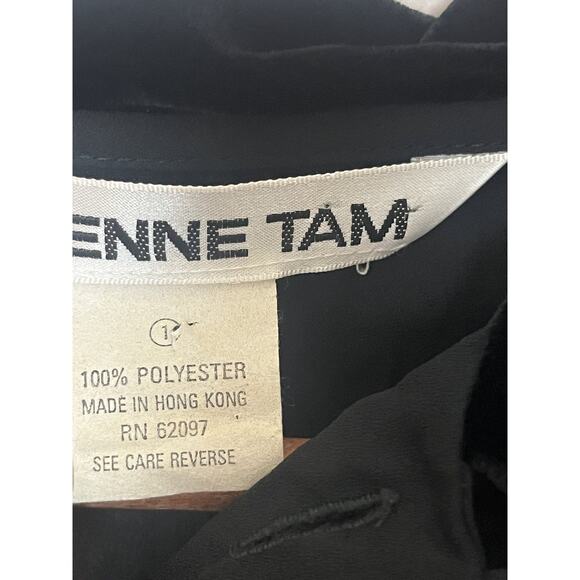 ENNE TAM
1
100% POLYESTER
MADE IN HONG KONG
RN 62097
SEE CARE REVERSE